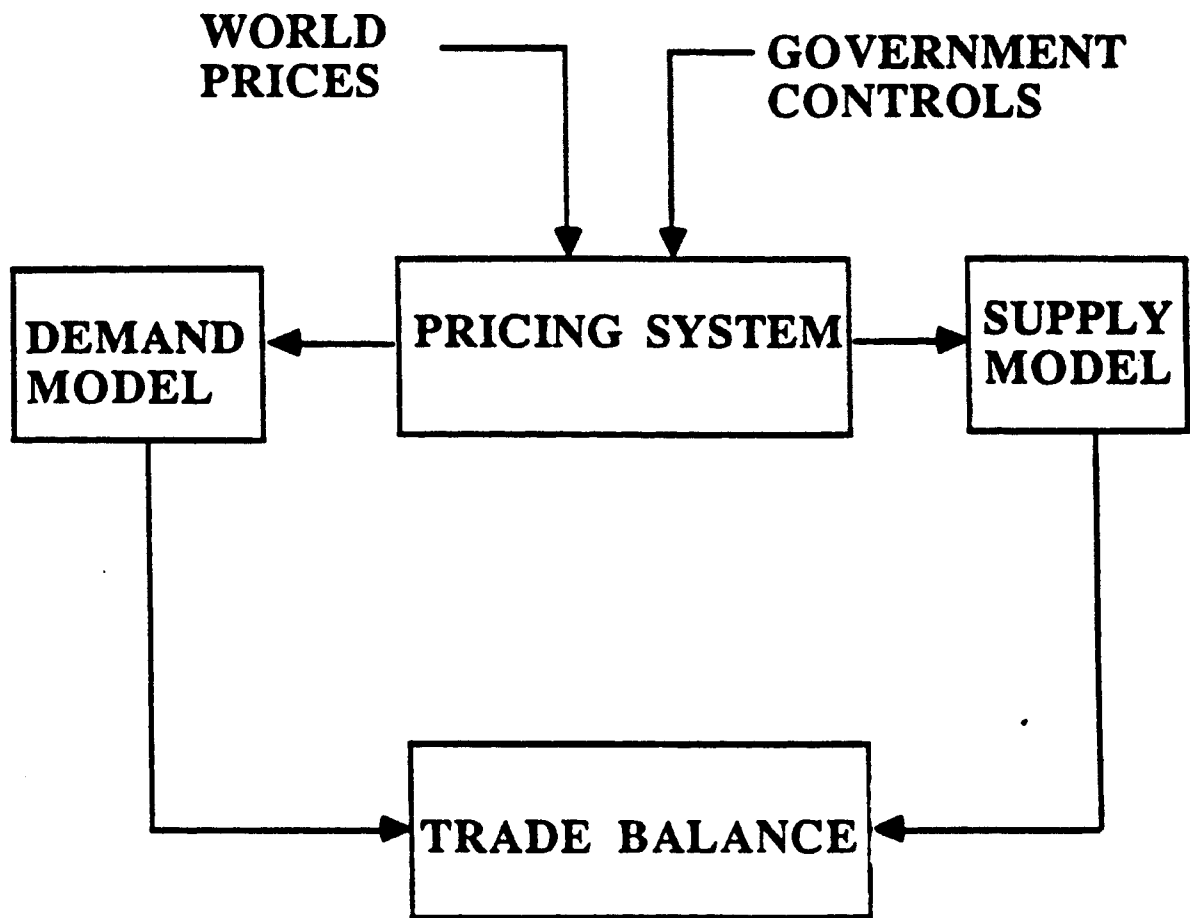 WORLD
PRICES
GOVERNMENT
CONTROLS
DEMAND
MODEL
PRICING SYSTEM
SUPPLY
MODEL
TRADE BALANCE